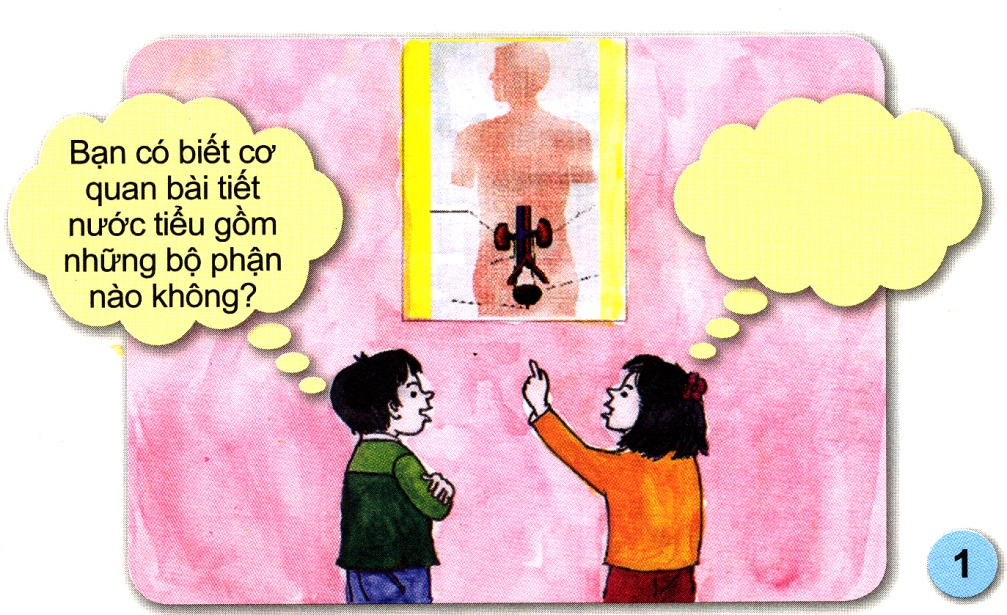 Bạn có biết cơ
quan bài tiết
nước tiểu gồm
những bộ phận
nào không?
1